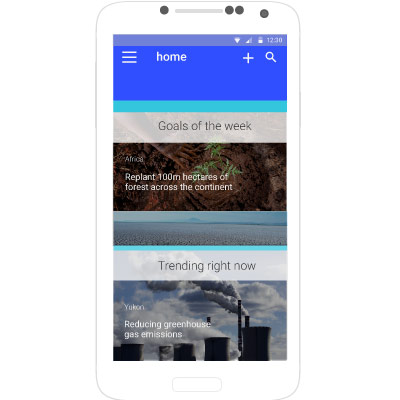 12:30
home
Goals of the week
Africa
Replant 100m hectares of
forest across the continent
Trending right now
Yukon
Reducing greenhouse
gas emissions